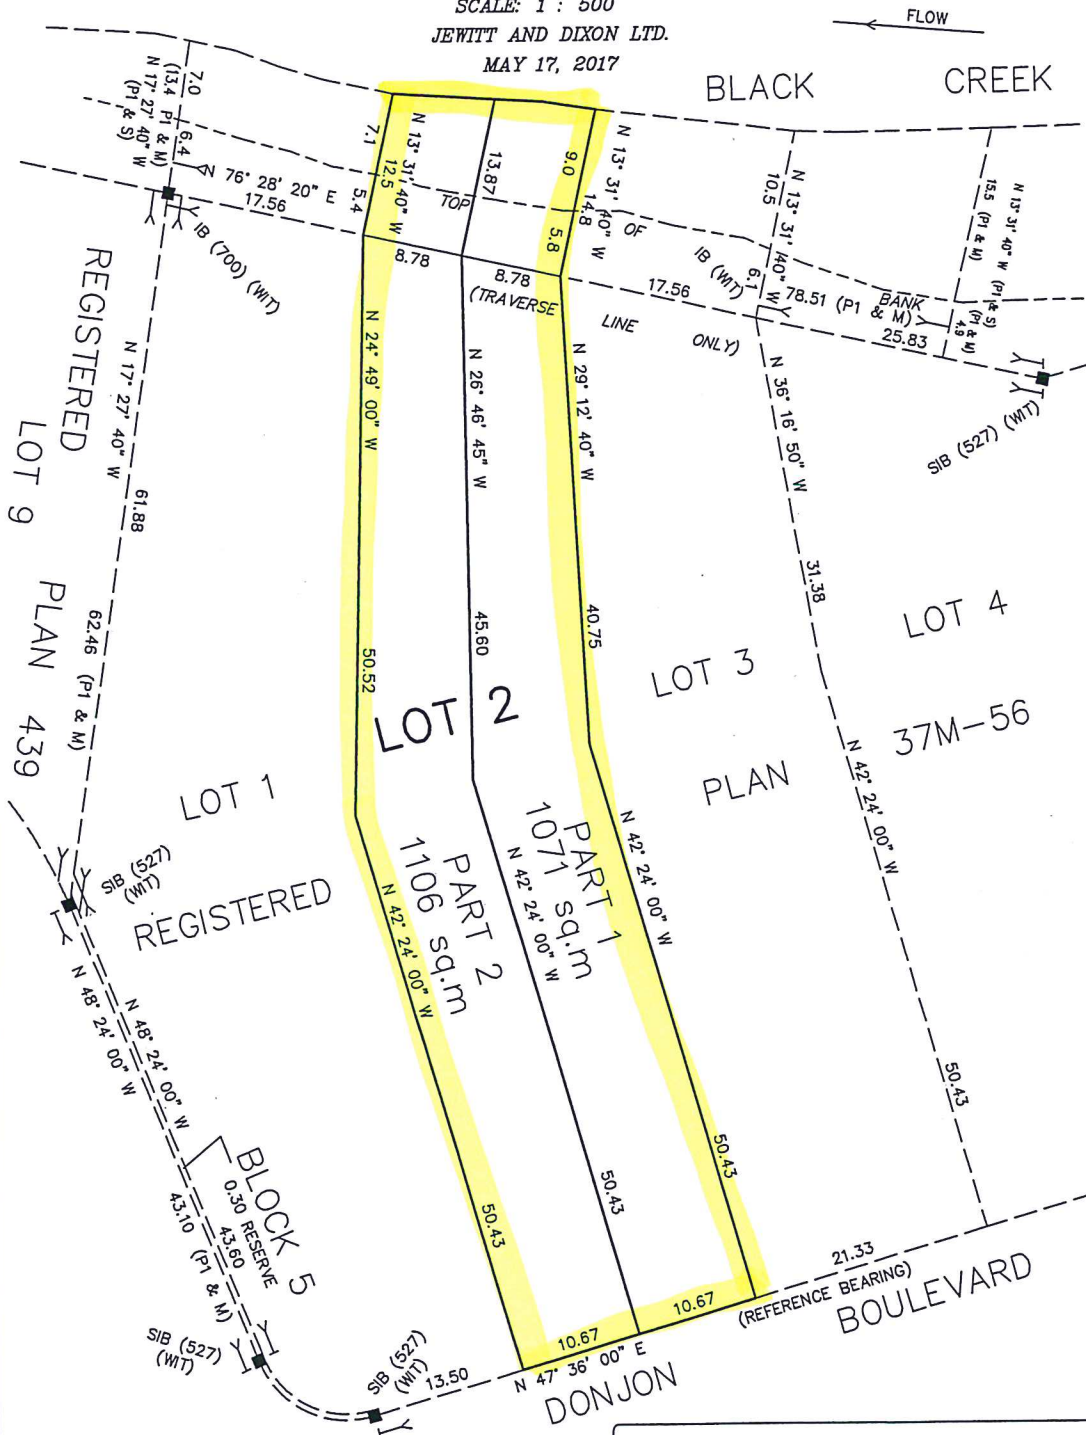 SCALE: 1 : 500
JEWITT AND DIXON LTD.
MAY 17, 2017
FLOW
BLACK CREEK
7.0
(13.4 P1 & M)
N 17° 27' 40" W
(P1 & S)
6.4
N 76° 28' 20" E
17.56
IB (700) (WIT)
7.1
N 13° 31' 40" W
12.5
5.4
13.87
TOP OF BANK
9.0
N 13° 31' 40" W
14.8
5.8
8.78
8.78
(TRAVERSE LINE ONLY)
17.56
N 13° 31' 40" W
10.5
6.1
IB (WIT)
78.51 (P1 & M)
N 13° 31' 40" W (P1 & S)
15.5 (P1 & M)
4.9 (P1 & M)
25.83
SIB (527) (WIT)
REGISTERED PLAN 439
LOT 9
N 17° 27' 40" W
61.88
62.46 (P1 & M)
N 24° 49' 00" W
50.52
N 26° 46' 45" W
45.60
N 29° 12' 40" W
40.75
N 36° 16' 50" W
31.38
LOT 1
LOT 2
LOT 3
LOT 4
REGISTERED PLAN 37M-56
PART 2
1106 sq.m
PART 1
1071 sq.m
N 42° 24' 00" W
50.43
N 42° 24' 00" W
50.43
N 42° 24' 00" W
50.43
N 42° 24' 00" W
50.43
SIB (527)
(WIT)
N 48° 24' 00" W
N 48° 24' 00" W
BLOCK 5
0.30 RESERVE
43.60
43.10 (P1 & M)
SIB (527)
(WIT)
SIB (527)
(WIT)
13.50
10.67
10.67
21.33
N 47° 36' 00" E
(REFERENCE BEARING)
DONJON BOULEVARD